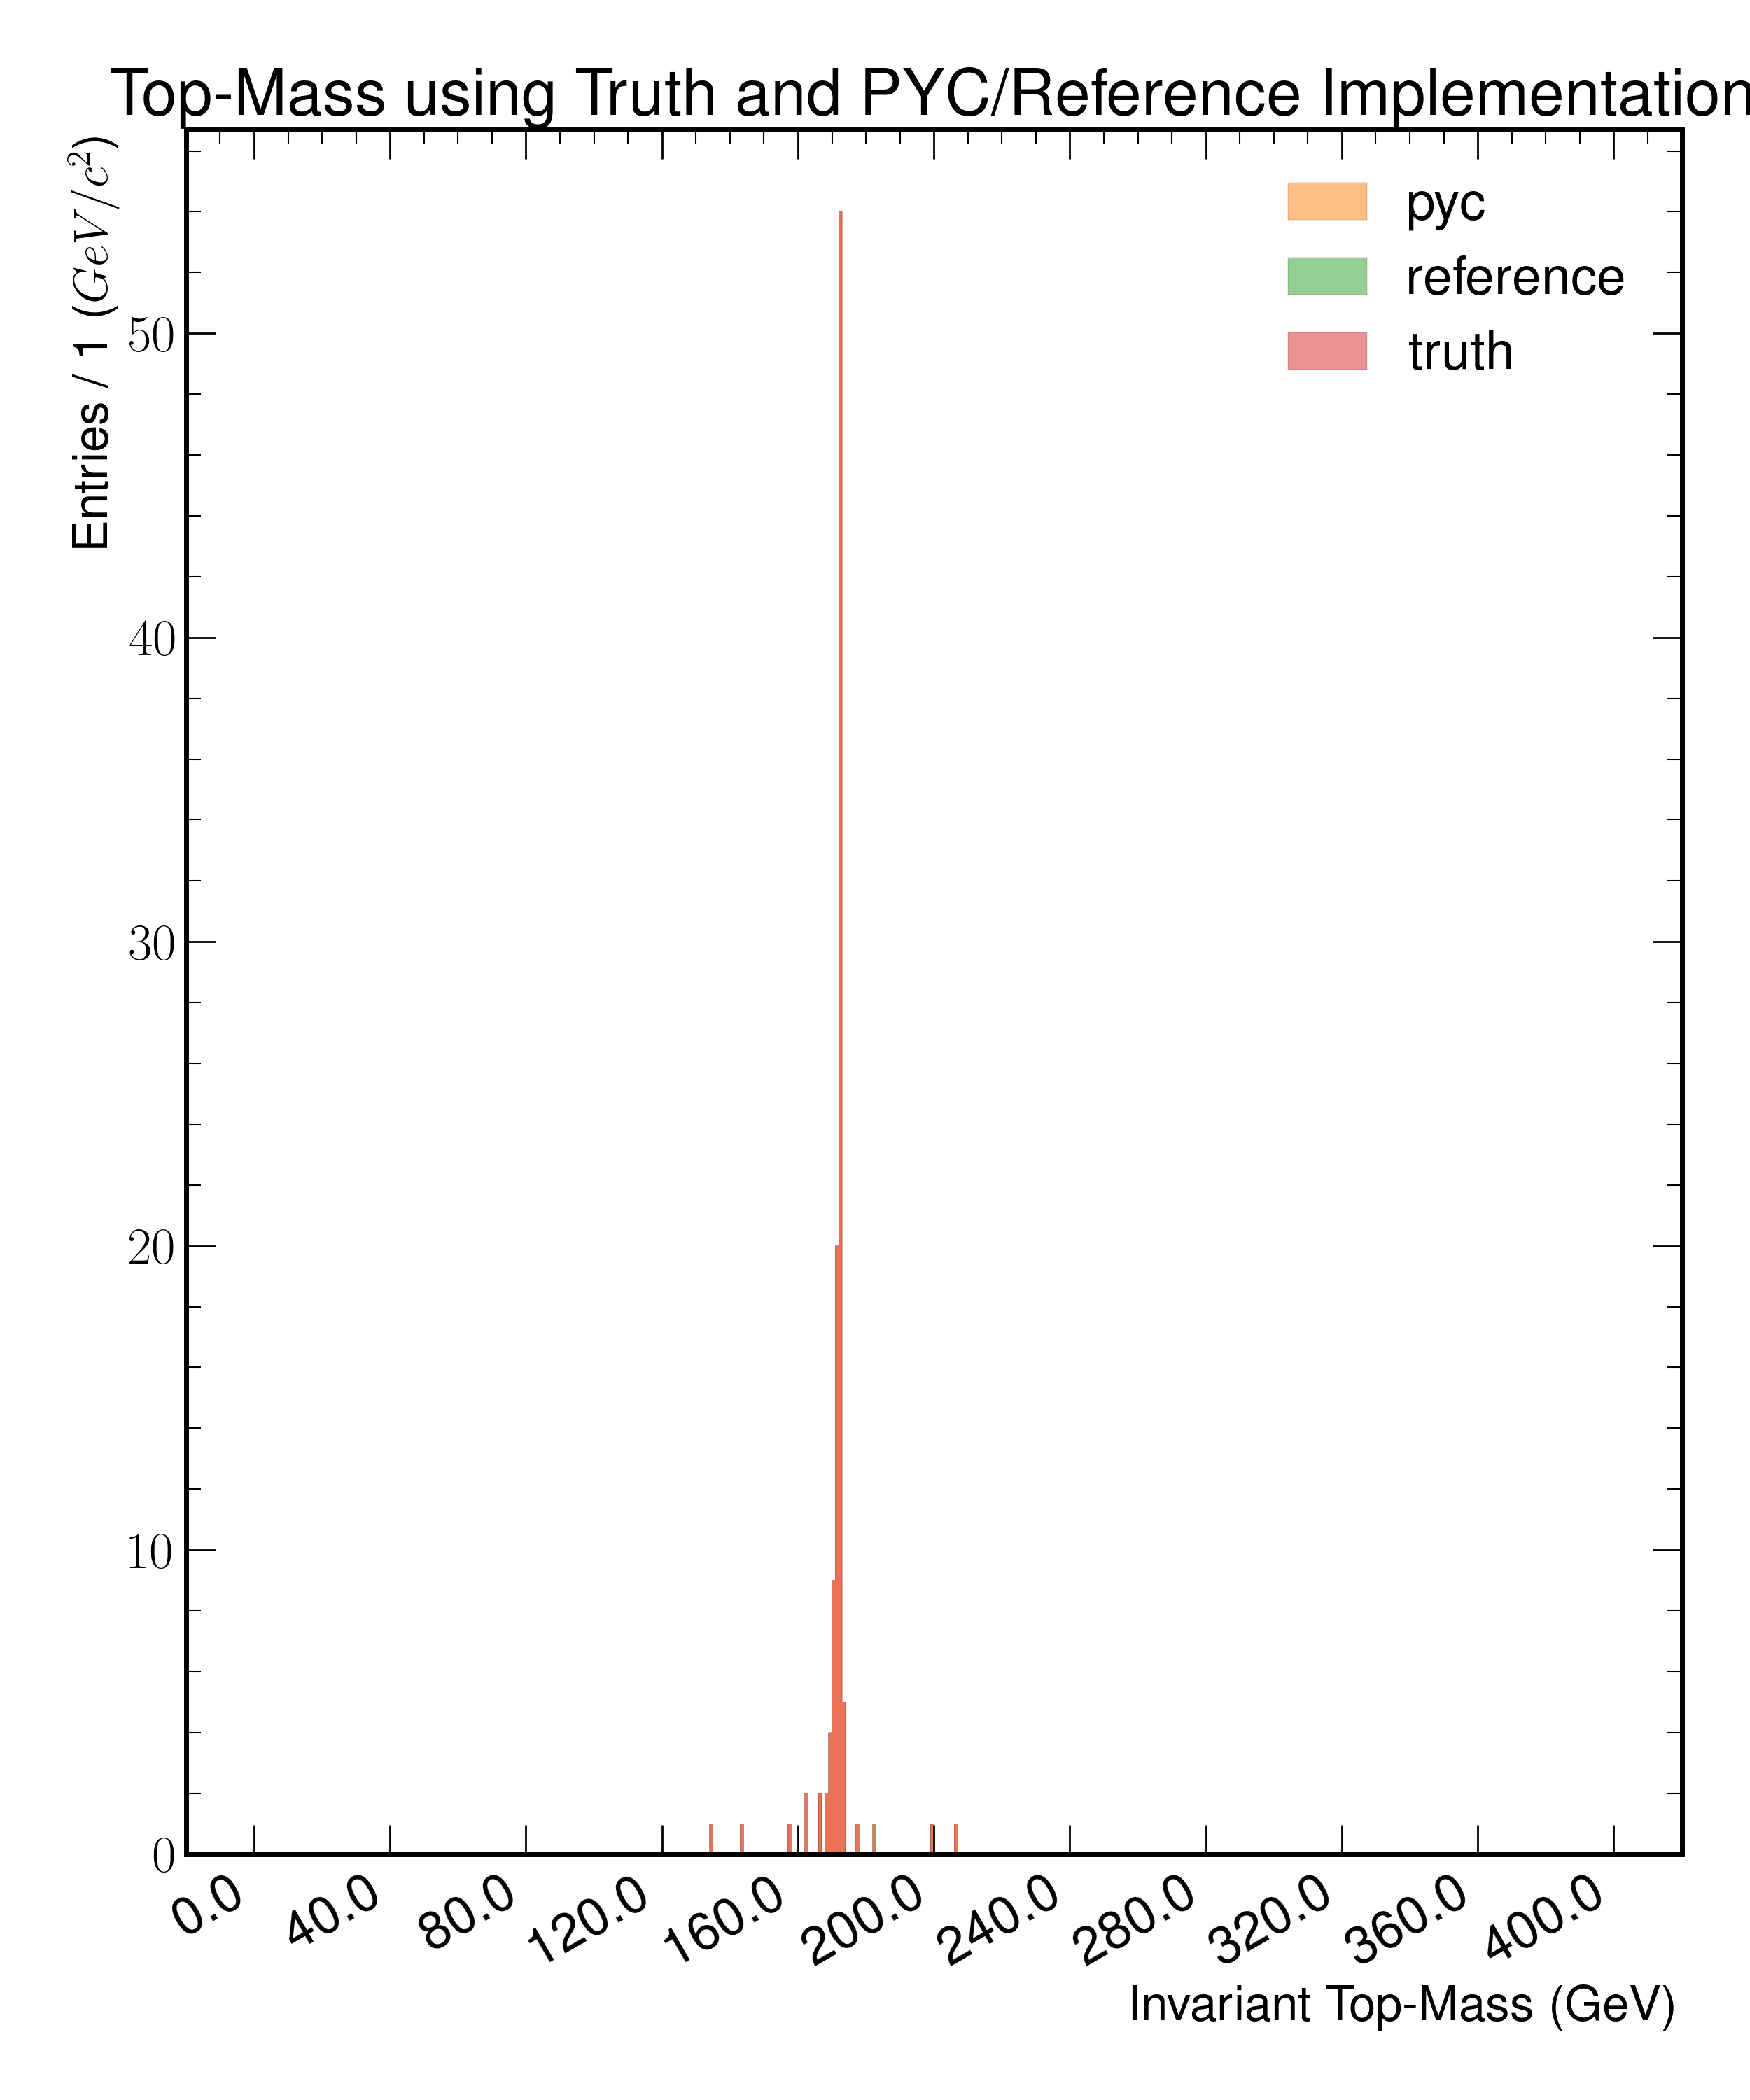 Top-Mass using Truth and PYC/Reference Implementation
Entries / 1 (GeV/c²)
pyc
reference
truth
50
40
30
20
10
0
0.0 40.0 80.0 120.0 160.0 200.0 240.0 280.0 320.0 360.0 400.0
Invariant Top-Mass (GeV)